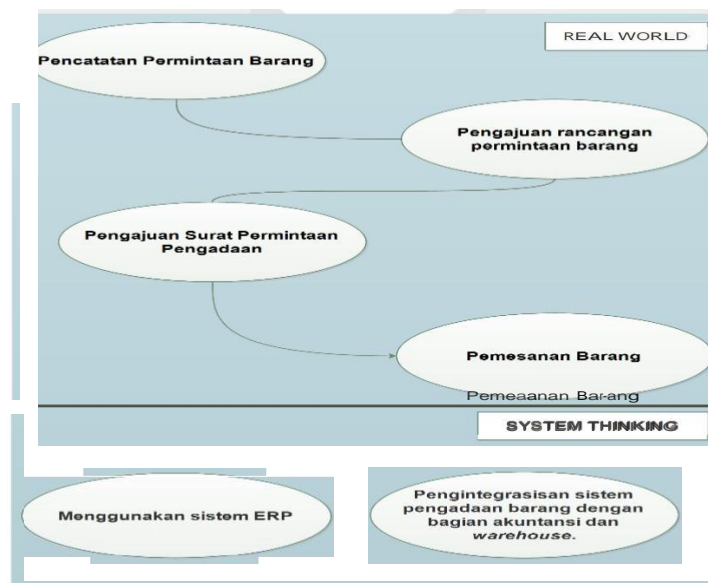 REAL WORLD
Pencatatan Permintaan Barang
Pengajuan rancangan
permintaan barang
Pengajuan Surat Permintaan
Pengadaan
Pemesanan Barang
Pemeaanan Bar-ang
SYSTEM THINKING
Menggunakan sistem ERP
Pengintegrasisan sistem
pengadaan barang dengan
bagian akuntansi dan
warehouse.